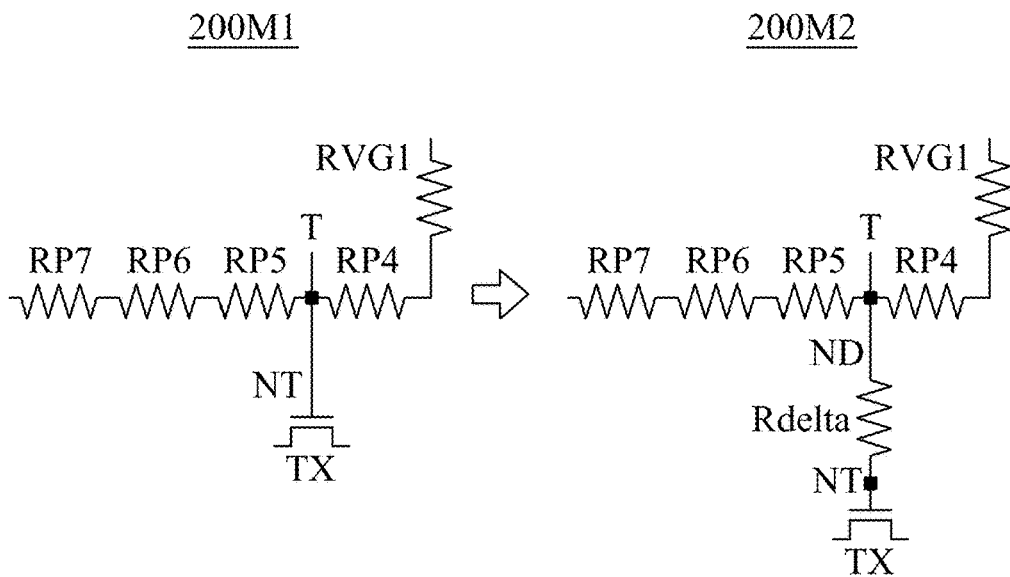 200M1
RVG1
T
RP7 RP6 RP5 RP4
NT
TX
200M2
RVG1
T
RP7 RP6 RP5 RP4
ND
Rdelta
NT
TX